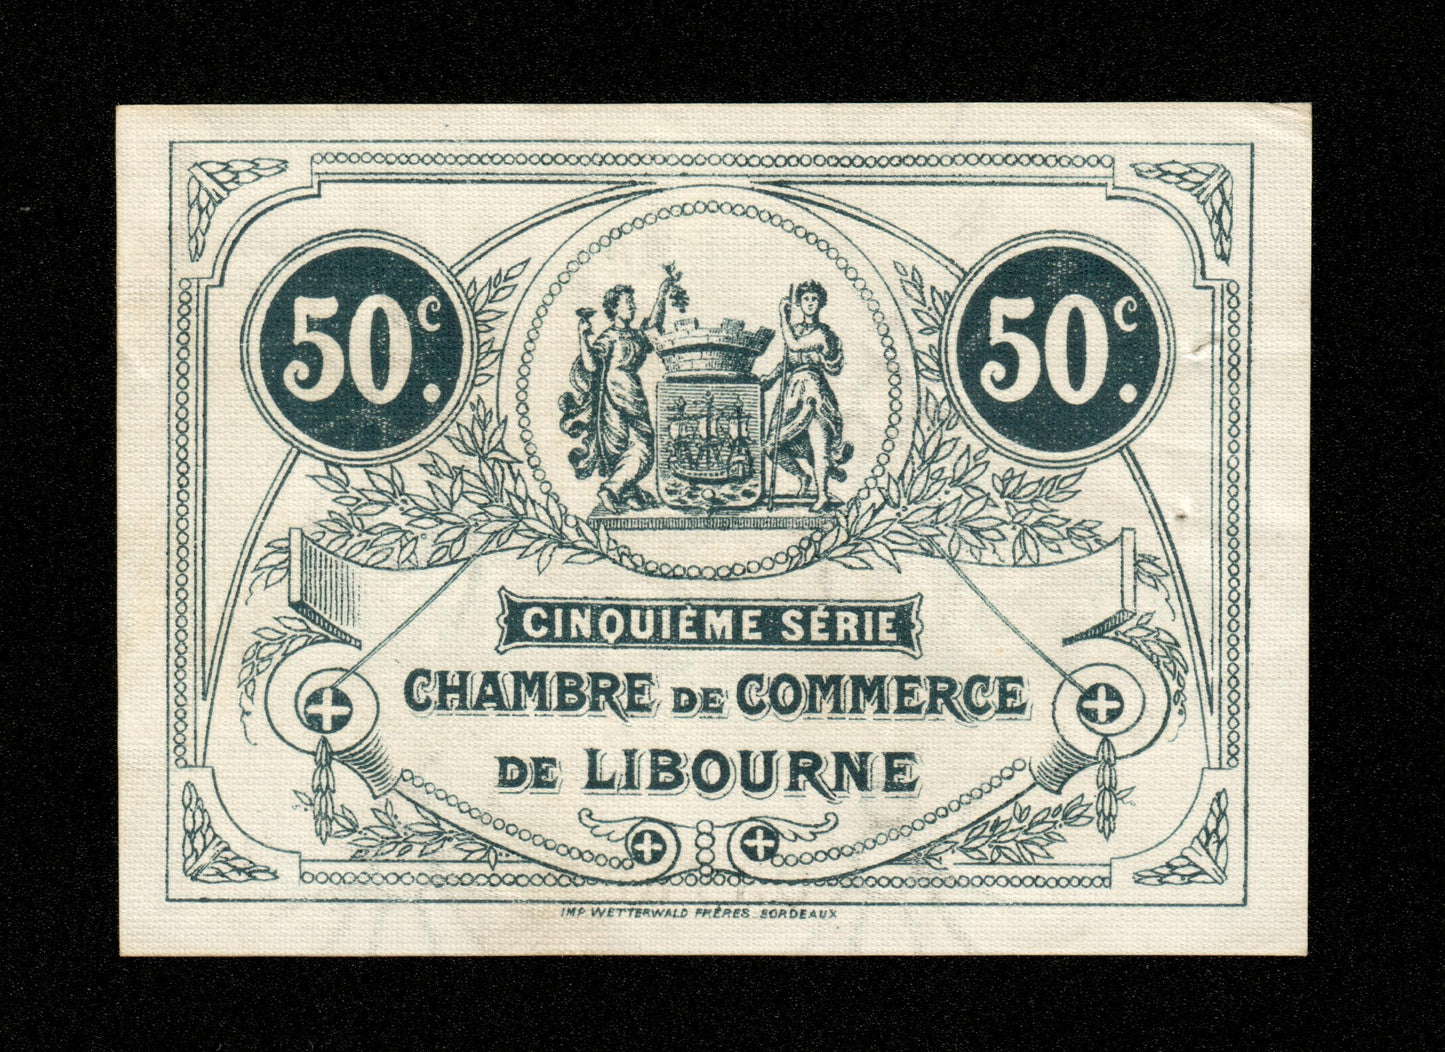 50c.
50c.
CINQUIÈME SÉRIE
CHAMBRE DE COMMERCE
DE LIBOURNE
IMP. WETTERWALD FRÈRES. BORDEAUX